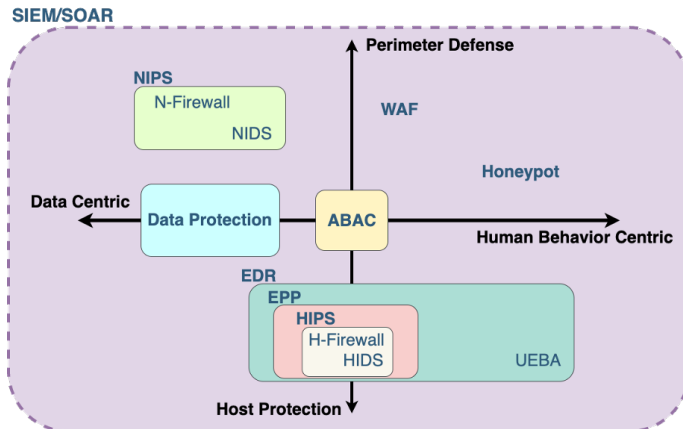 SIEM/SOAR
Perimeter Defense
NIPS
N-Firewall
NIDS
WAF
Honeypot
Data Centric
Data Protection
ABAC
Human Behavior Centric
EDR
EPP
HIPS
H-Firewall
HIDS
UEBA
Host Protection